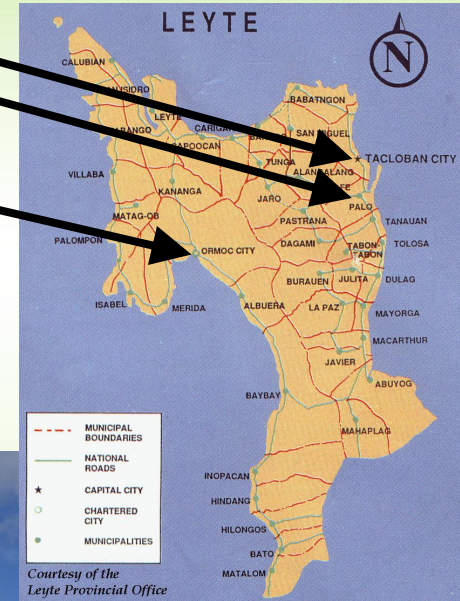 LEYTE
N
CALUBIAN
LEYTE
BABATNGON
SAN MIGUEL
TACLOBAN CITY
TUNGA
JARO
VILLABA
KANANGA
PALO
MATAG-OB
PASTRANA
TANAUAN
PALOMPON
ORMOC CITY
DAGAMI
TABON-
TABON
TOLOSA
BURAUEN
JULITA
DULAG
ISABEL
MERIDA
ALBUERA
LA PAZ
MAYORGA
MACARTHUR
JAVIER
ABUYOG
BAYBAY
MAHAPLAG
INOPACAN
HINDANG
HILONGOS
BATO
MATALOM
MUNICIPAL
BOUNDARIES
NATIONAL
ROADS
CAPITAL CITY
CHARTERED
CITY
MUNICIPALITIES
Courtesy of the
Leyte Provincial Office